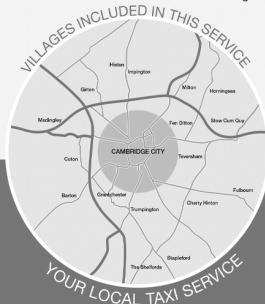 VILLAGES INCLUDED IN THIS SERVICE
Histon
Impington
Girton
Milton
Horningsea
Madingley
Fen Ditton
Stow Cum Quy
CAMBRIDGE CITY
Coton
Teversham
Barton
Grantchester
Fulbourn
Cherry Hinton
Trumpington
Stapleford
The Shelfords
YOUR LOCAL TAXI SERVICE